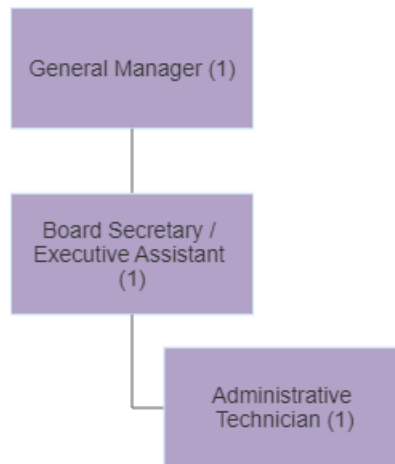 General Manager (1)
Board Secretary /
Executive Assistant
(1)
Administrative
Technician (1)